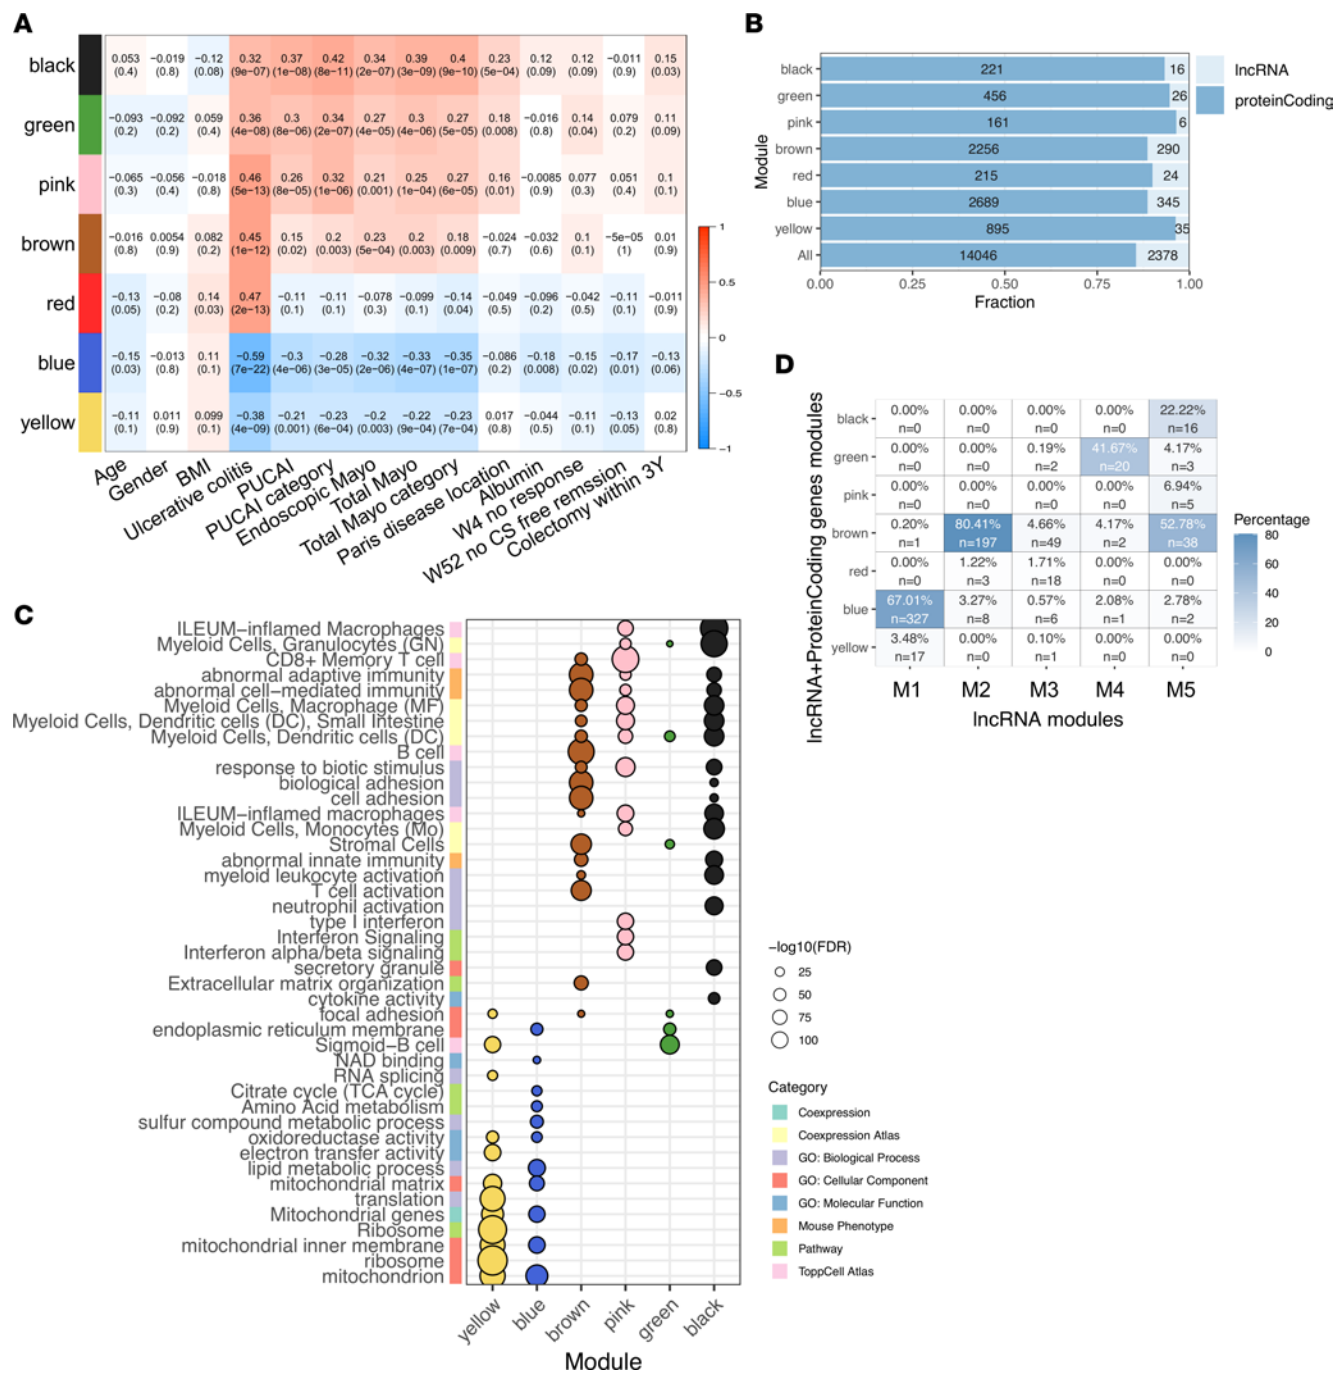 A
black
0.053 −0.019 −0.12 0.32 0.37 0.42 0.34 0.39 0.4 0.23 0.12 0.12 −0.011 0.15
(0.4) (0.8) (0.08) (9e−07) (1e−08) (8e−11) (2e−07) (3e−09) (9e−10) (5e−04) (0.09) (0.09) (0.9) (0.03)
green
−0.093 −0.092 0.059 0.36 0.3 0.34 0.27 0.3 0.27 0.18 −0.016 0.14 0.079 0.11
(0.2) (0.2) (0.4) (4e−08) (8e−06) (2e−07) (4e−05) (4e−06) (5e−05) (0.008) (0.8) (0.04) (0.2) (0.09)
pink
−0.065 −0.056 −0.018 0.46 0.26 0.32 0.21 0.25 0.27 0.16 −0.0085 0.077 0.051 0.1
(0.3) (0.4) (0.8) (5e−13) (8e−05) (1e−06) (0.001) (1e−04) (6e−05) (0.01) (0.9) (0.3) (0.4) (0.1)
brown
−0.016 0.0054 0.082 0.45 0.15 0.2 0.23 0.2 0.18 −0.024 −0.032 0.1 −5e−05 0.01
(0.8) (0.9) (0.2) (1e−12) (0.02) (0.003) (5e−04) (0.003) (0.009) (0.7) (0.6) (0.1) (1) (0.9)
red
−0.13 −0.08 0.14 0.47 −0.11 −0.11 −0.078 −0.099 −0.14 −0.049 −0.096 −0.042 −0.11 −0.011
(0.05) (0.2) (0.03) (2e−13) (0.1) (0.1) (0.3) (0.1) (0.04) (0.5) (0.2) (0.5) (0.1) (0.9)
blue
−0.15 −0.013 0.11 −0.59 −0.3 −0.28 −0.32 −0.33 −0.35 −0.086 −0.18 −0.15 −0.17 −0.13
(0.03) (0.8) (0.1) (7e−22) (4e−06) (3e−05) (2e−06) (4e−07) (1e−07) (0.2) (0.008) (0.02) (0.01) (0.06)
yellow
−0.11 0.011 0.099 −0.38 −0.21 −0.23 −0.2 −0.22 −0.23 0.017 −0.044 −0.11 −0.13 0.02
(0.1) (0.9) (0.1) (4e−09) (0.001) (6e−04) (0.003) (9e−04) (7e−04) (0.8) (0.5) (0.1) (0.05) (0.8)
Age
Gender
BMI
Ulcerative colitis
PUCAI
PUCAI category
Endoscopic Mayo
Total Mayo
Total Mayo category
Paris disease location
Albumin
W4 no response
W52 no CS free remssion
Colectomy within 3Y
1
0.5
0
−0.5
−1
B
Module
black 221 16
green 456 26
pink 161 6
brown 2256 290
red 215 24
blue 2689 345
yellow 895 35
All 14046 2378
0.00 0.25 0.50 0.75 1.00
Fraction
lncRNA
proteinCoding
D
lncRNA+ProteinCoding genes modules
black
0.00% 0.00% 0.00% 0.00% 22.22%
n=0 n=0 n=0 n=0 n=16
green
0.00% 0.00% 0.19% 41.67% 4.17%
n=0 n=0 n=2 n=20 n=3
pink
0.00% 0.00% 0.00% 0.00% 6.94%
n=0 n=0 n=0 n=0 n=5
brown
0.20% 80.41% 4.66% 4.17% 52.78%
n=1 n=197 n=49 n=2 n=38
red
0.00% 1.22% 1.71% 0.00% 0.00%
n=0 n=3 n=18 n=0 n=0
blue
67.01% 3.27% 0.57% 2.08% 2.78%
n=327 n=8 n=6 n=1 n=2
yellow
3.48% 0.00% 0.10% 0.00% 0.00%
n=17 n=0 n=1 n=0 n=0
M1 M2 M3 M4 M5
lncRNA modules
Percentage
80
60
40
20
0
C
ILEUM−inflamed Macrophages
Myeloid Cells, Granulocytes (GN)
CD8+ Memory T cell
abnormal adaptive immunity
abnormal cell−mediated immunity
Myeloid Cells, Macrophage (MF)
Myeloid Cells, Dendritic cells (DC), Small Intestine
Myeloid Cells, Dendritic cells (DC)
B cell
response to biotic stimulus
biological adhesion
cell adhesion
ILEUM−inflamed macrophages
Myeloid Cells, Monocytes (Mo)
Stromal Cells
abnormal innate immunity
myeloid leukocyte activation
T cell activation
neutrophil activation
type I interferon
Interferon Signaling
Interferon alpha/beta signaling
secretory granule
Extracellular matrix organization
cytokine activity
focal adhesion
endoplasmic reticulum membrane
Sigmoid−B cell
NAD binding
RNA splicing
Citrate cycle (TCA cycle)
Amino Acid metabolism
sulfur compound metabolic process
oxidoreductase activity
electron transfer activity
lipid metabolic process
mitochondrial matrix
translation
Mitochondrial genes
Ribosome
mitochondrial inner membrane
ribosome
mitochondrion
yellow
blue
brown
pink
green
black
Module
−log10(FDR)
25
50
75
100
Category
Coexpression
Coexpression Atlas
GO: Biological Process
GO: Cellular Component
GO: Molecular Function
Mouse Phenotype
Pathway
ToppCell Atlas